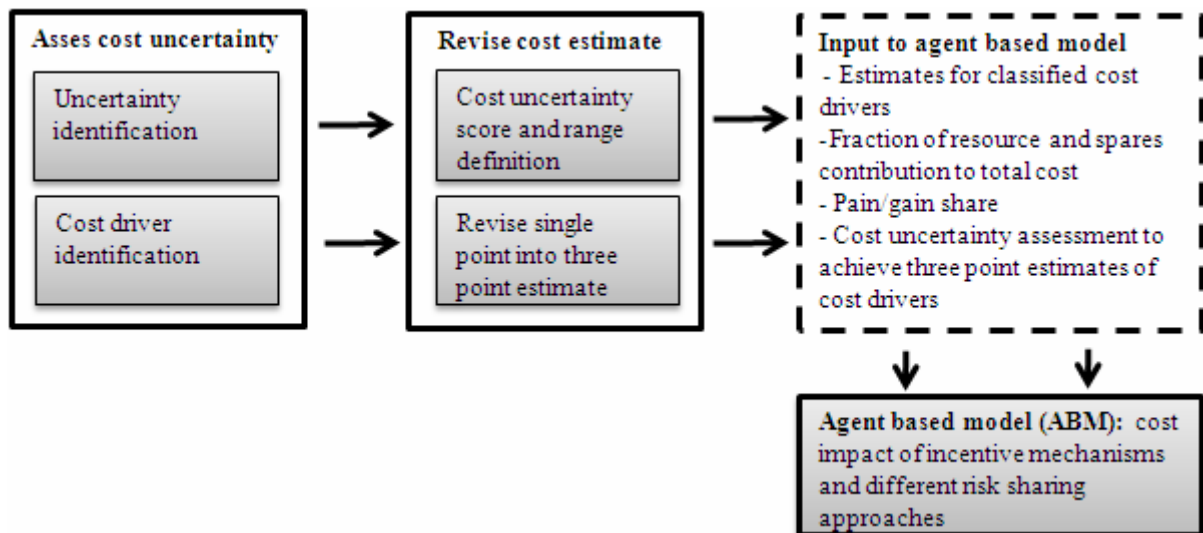 Asses cost uncertainty
Uncertainty
identification
Cost driver
identification
Revise cost estimate
Cost uncertainty
score and range
definition
Revise single
point into three
point estimate
Input to agent based model
- Estimates for classified cost
drivers
-Fraction of resource and spares
contribution to total cost
- Pain/gain share
- Cost uncertainty assessment to
achieve three point estimates of
cost drivers
Agent based model (ABM): cost
impact of incentive mechanisms
and different risk sharing
approaches